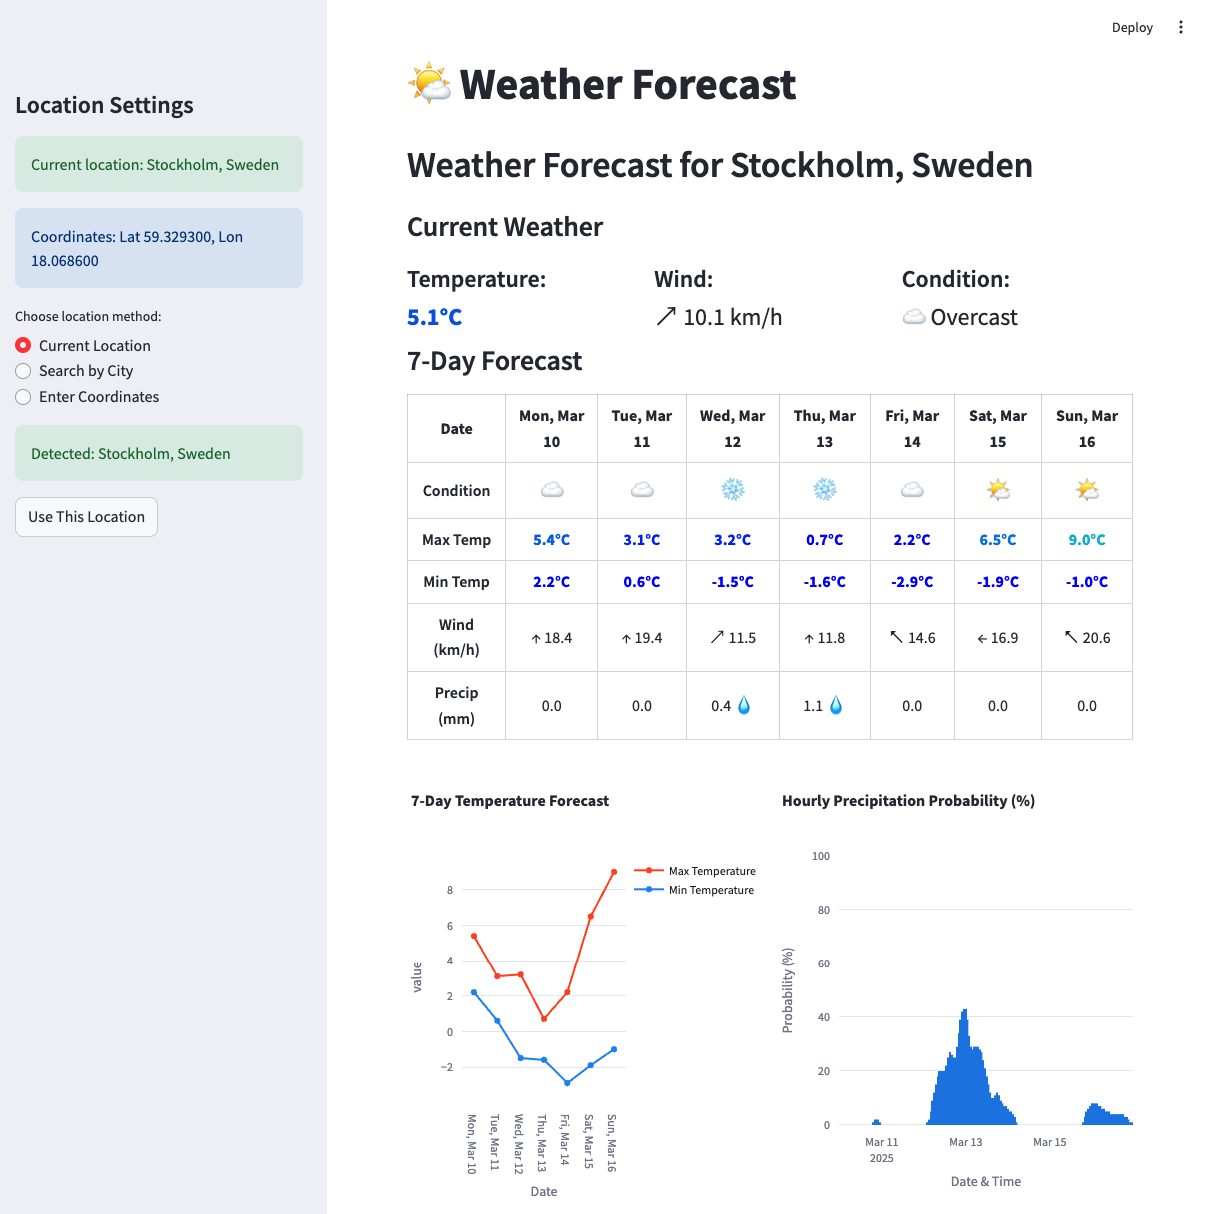 Deploy
Location Settings
Current location: Stockholm, Sweden
Coordinates: Lat 59.329300, Lon
18.068600
Choose location method:
Current Location
Search by City
Enter Coordinates
Detected: Stockholm, Sweden
Use This Location
Weather Forecast
Weather Forecast for Stockholm, Sweden
Current Weather
Temperature: Wind: Condition:
5.1°C ↗ 10.1 km/h Overcast
7-Day Forecast
Date Mon, Mar 10 Tue, Mar 11 Wed, Mar 12 Thu, Mar 13 Fri, Mar 14 Sat, Mar 15 Sun, Mar 16
Condition
Max Temp 5.4°C 3.1°C 3.2°C 0.7°C 2.2°C 6.5°C 9.0°C
Min Temp 2.2°C 0.6°C -1.5°C -1.6°C -2.9°C -1.9°C -1.0°C
Wind (km/h) ↑ 18.4 ↑ 19.4 ↗ 11.5 ↑ 11.8 ↖ 14.6 ← 16.9 ↖ 20.6
Precip (mm) 0.0 0.0 0.4 1.1 0.0 0.0 0.0
7-Day Temperature Forecast
Max Temperature
Min Temperature
value
8
6
4
2
0
−2
Mon, Mar 10
Tue, Mar 11
Wed, Mar 12
Thu, Mar 13
Fri, Mar 14
Sat, Mar 15
Sun, Mar 16
Date
Hourly Precipitation Probability (%)
Probability (%)
100
80
60
40
20
0
Mar 11 Mar 13 Mar 15
2025
Date & Time